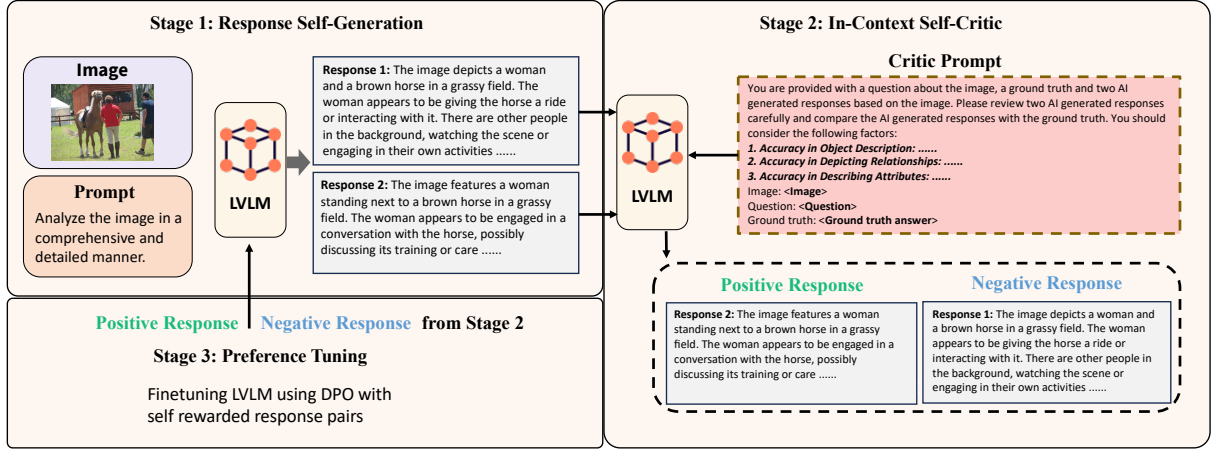 Stage 1: Response Self-Generation
Image
Prompt
Analyze the image in a
comprehensive and
detailed manner.
LVLM
Response 1: The image depicts a woman
and a brown horse in a grassy field. The
woman appears to be giving the horse a ride
or interacting with it. There are other people
in the background, watching the scene or
engaging in their own activities ......
Response 2: The image features a woman
standing next to a brown horse in a grassy
field. The woman appears to be engaged in a
conversation with the horse, possibly
discussing its training or care ......
Stage 2: In-Context Self-Critic
LVLM
Critic Prompt
You are provided with a question about the image, a ground truth and two AI
generated responses based on the image. Please review two AI generated responses
carefully and compare the AI generated responses with the ground truth. You should
consider the following factors:
1. Accuracy in Object Description: ......
2. Accuracy in Depicting Relationships: ......
3. Accuracy in Describing Attributes: ......
Image: <Image>
Question: <Question>
Ground truth: <Ground truth answer>
Positive Response
Response 2: The image features a woman
standing next to a brown horse in a grassy
field. The woman appears to be engaged in a
conversation with the horse, possibly
discussing its training or care ......
Negative Response
Response 1: The image depicts a woman and
a brown horse in a grassy field. The woman
appears to be giving the horse a ride or
interacting with it. There are other people in
the background, watching the scene or
engaging in their own activities ......
Positive Response Negative Response from Stage 2
Stage 3: Preference Tuning
Finetuning LVLM using DPO with
self rewarded response pairs